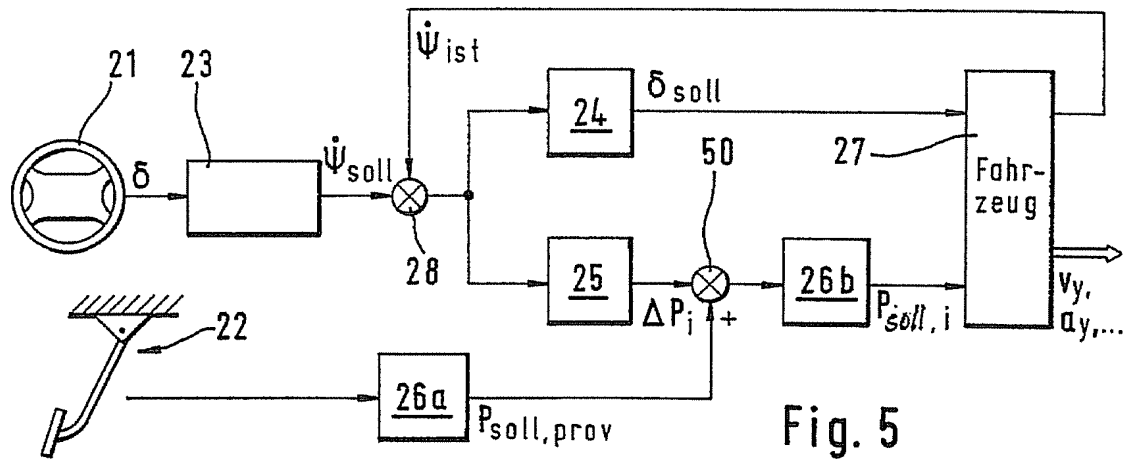 21
23
δ
ψ̇soll
ψ̇ist
28
24
δsoll
25
ΔPi
50
+
26b
Psoll,i
27
Fahr-
zeug
vy,
ay,...
22
26a
Psoll,prov
Fig. 5